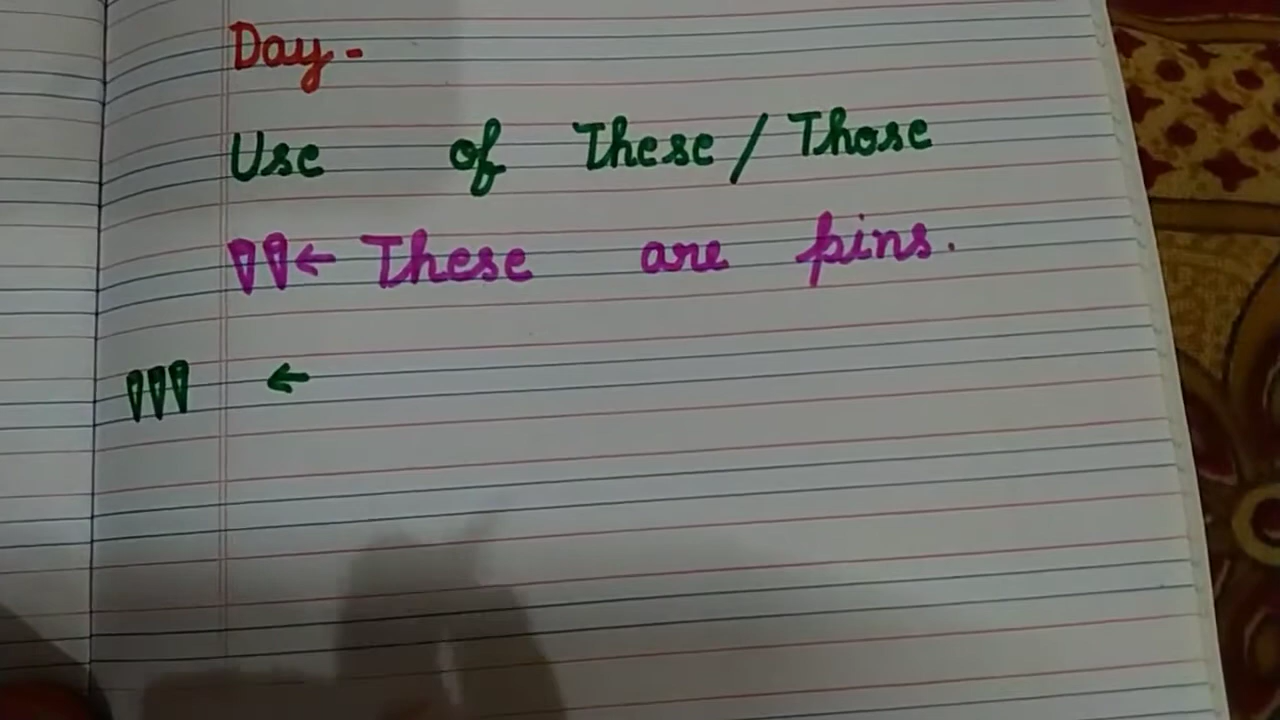 Day-
Use of These / Those
← These are pins.
←